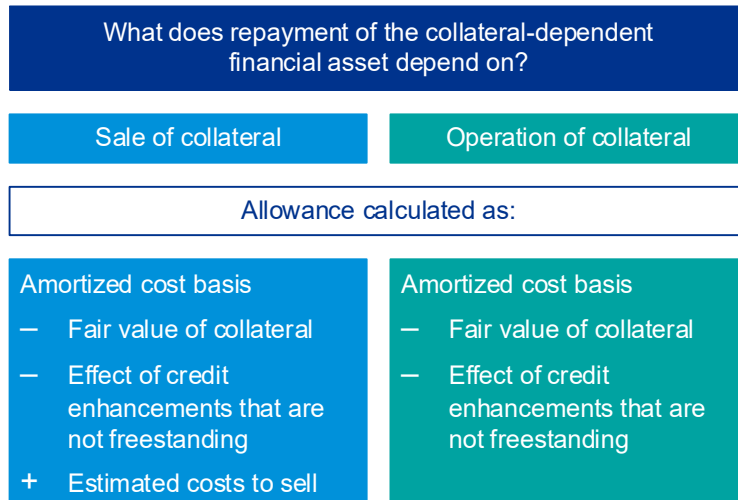 What does repayment of the collateral-dependent
financial asset depend on?
Sale of collateral
Operation of collateral
Allowance calculated as:
Amortized cost basis
– Fair value of collateral
– Effect of credit
enhancements that are
not freestanding
+ Estimated costs to sell
Amortized cost basis
– Fair value of collateral
– Effect of credit
enhancements that are
not freestanding